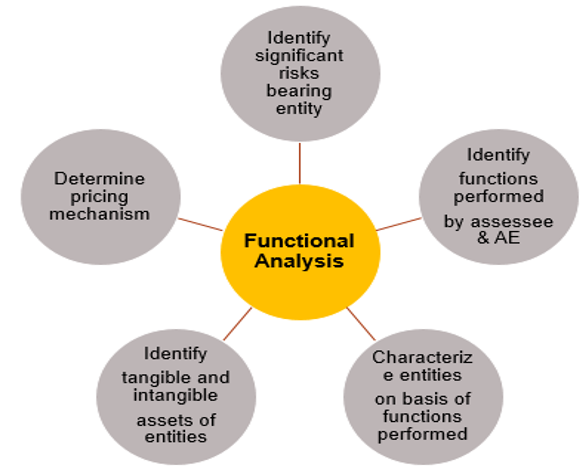 Identify
significant
risks
bearing
entity
Determine
pricing
mechanism
Identify
functions
performed
by assessee
& AE
Functional
Analysis
Identify
tangible and
intangible
assets of
entities
Characteriz
e entities
on basis of
functions
performed